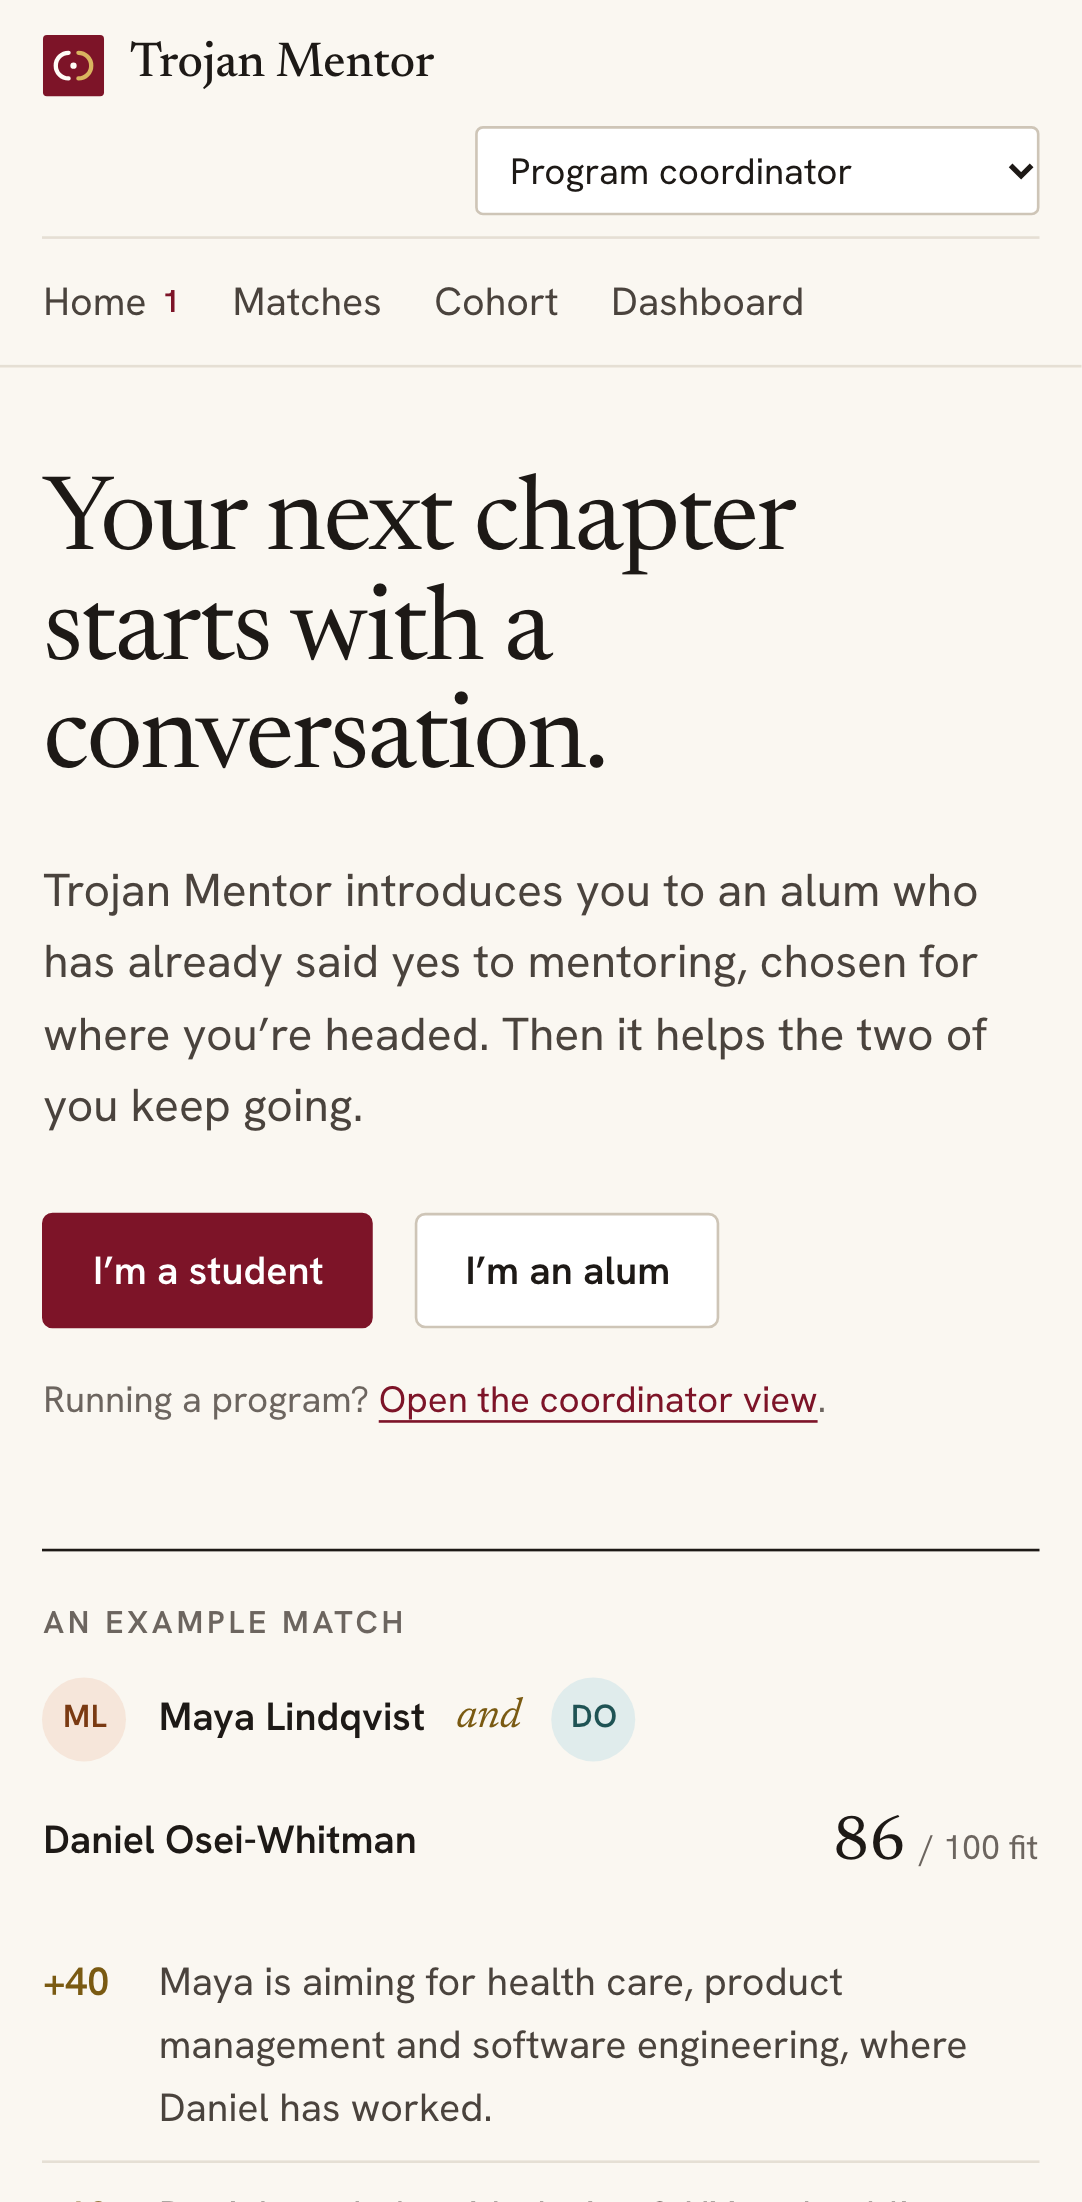 Trojan Mentor
Program coordinator
Home 1 Matches Cohort Dashboard
Your next chapter
starts with a
conversation.
Trojan Mentor introduces you to an alum who
has already said yes to mentoring, chosen for
where you’re headed. Then it helps the two of
you keep going.
I’m a student I’m an alum
Running a program? Open the coordinator view.
AN EXAMPLE MATCH
ML Maya Lindqvist and DO
Daniel Osei-Whitman 86 / 100 fit
+40 Maya is aiming for health care, product
management and software engineering, where
Daniel has worked.